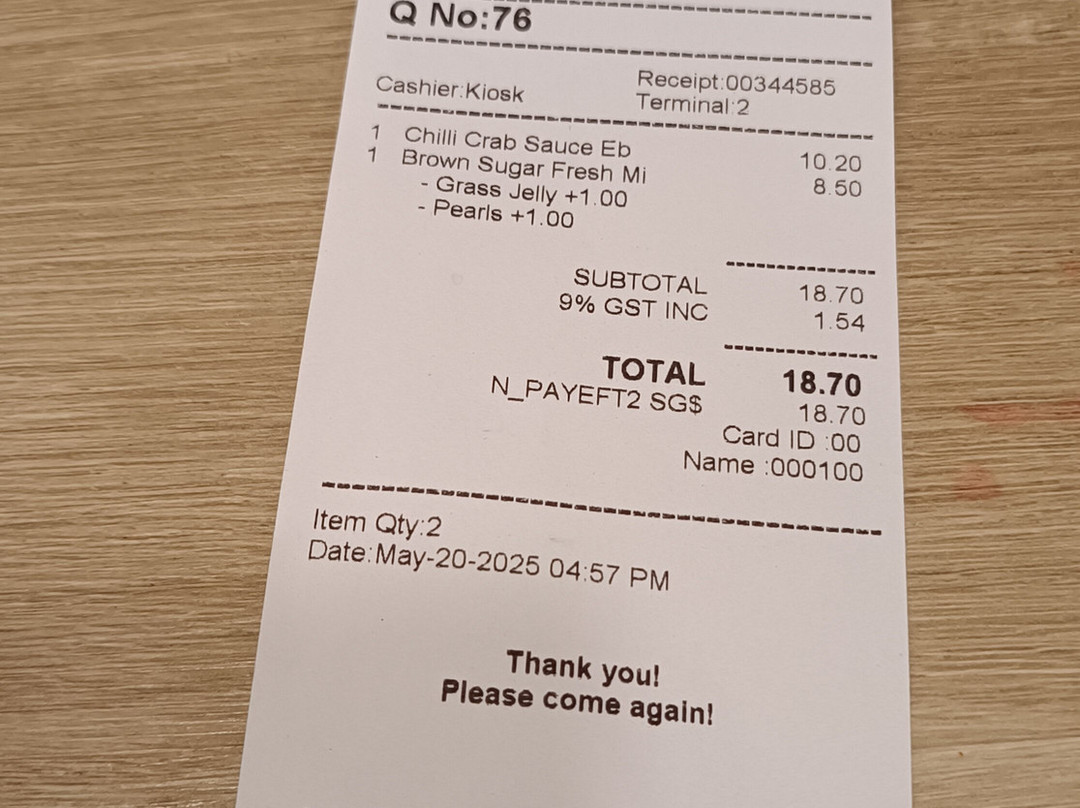 Q No:76
Cashier:Kiosk Receipt:00344585
Terminal:2
1 Chilli Crab Sauce Eb 10.20
1 Brown Sugar Fresh Mi 8.50
- Grass Jelly +1.00
- Pearls +1.00
SUBTOTAL 18.70
9% GST INC 1.54
TOTAL 18.70
N_PAYEFT2 SG$ 18.70
Card ID :00
Name :000100
Item Qty:2
Date:May-20-2025 04:57 PM
Thank you!
Please come again!